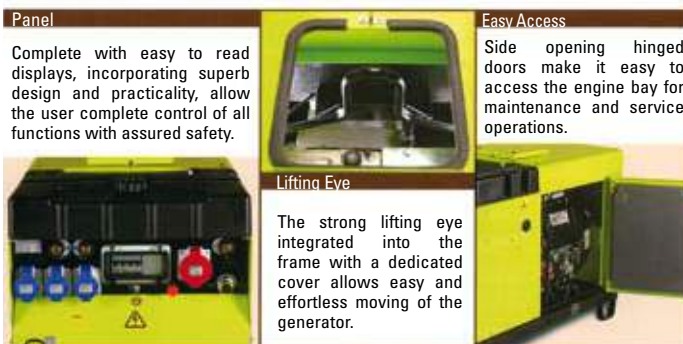 Panel
Complete with easy to read
displays, incorporating superb
design and practicality, allow
the user complete control of all
functions with assured safety.
Lifting Eye
The strong lifting eye
integrated into the
frame with a dedicated
cover allows easy and
effortless moving of the
generator.
Easy Access
Side opening hinged
doors make it easy to
access the engine bay for
maintenance and service
operations.